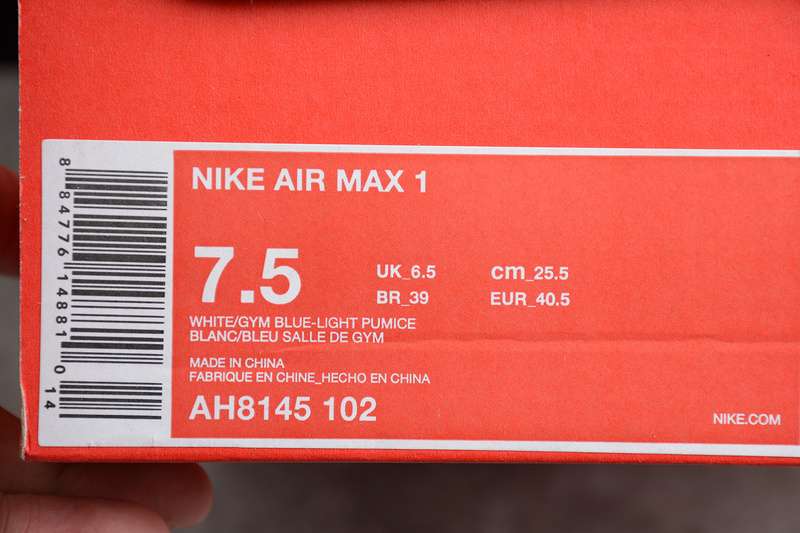 NIKE AIR MAX 1
7.5
UK_6.5 cm_25.5
BR_39 EUR_40.5
WHITE/GYM BLUE-LIGHT PUMICE
BLANC/BLEU SALLE DE GYM
MADE IN CHINA
FABRIQUE EN CHINE_HECHO EN CHINA
AH8145 102
NIKE.COM
8 84776 14881 0 14